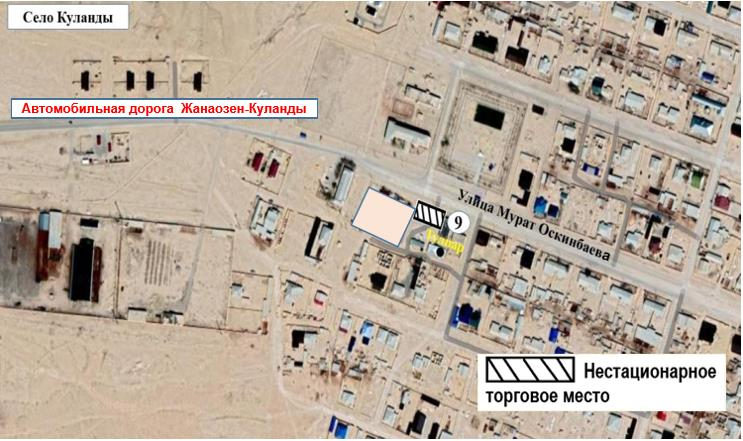 Село Куланды
Автомобильная дорога Жанаозен-Куланды
Улица Мурат Оскинбаева
9
Нестационарное
торговое место